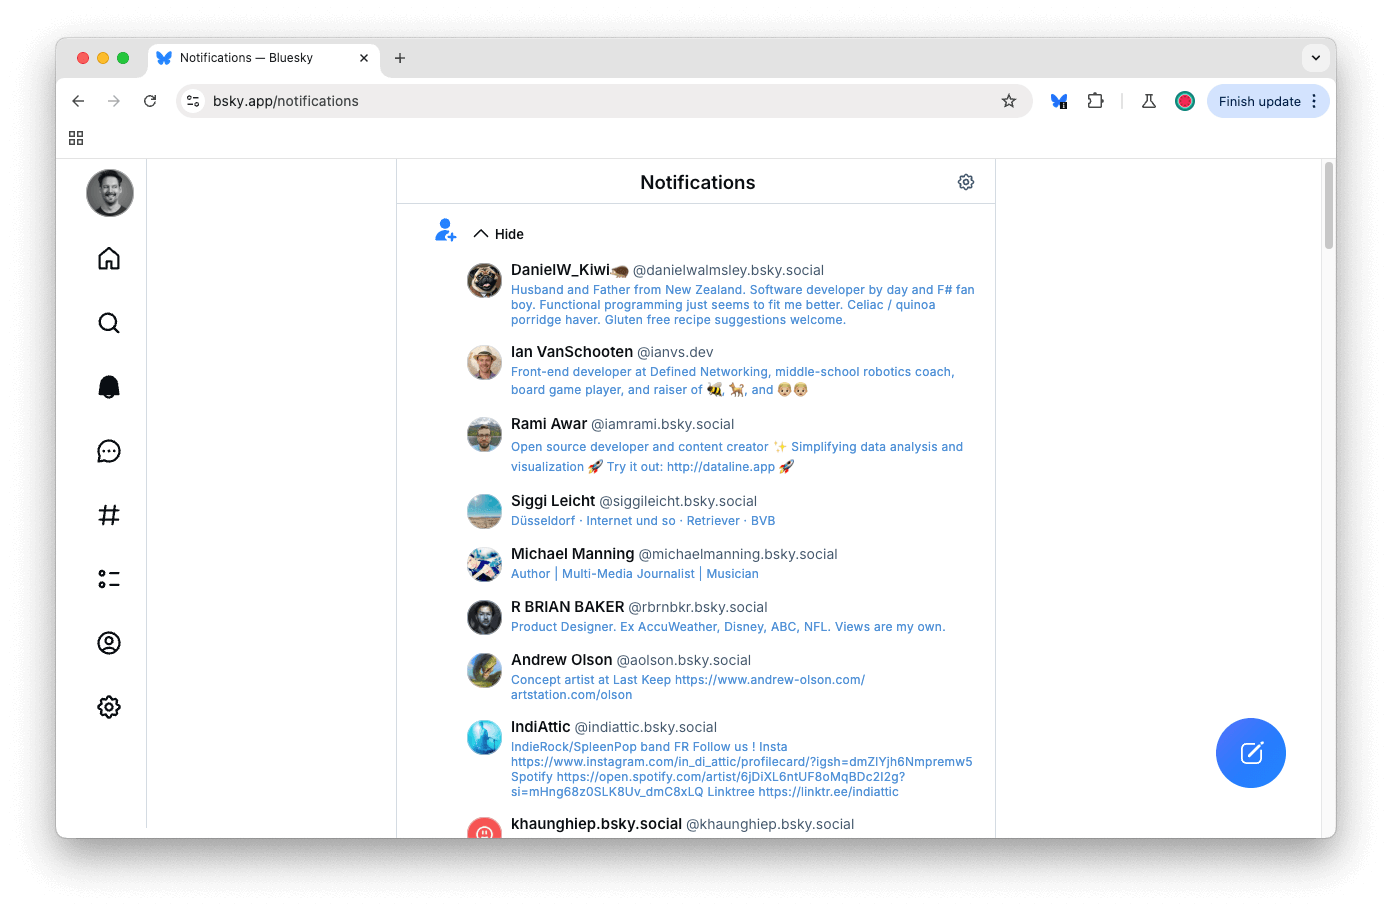 Notifications — Bluesky
bsky.app/notifications
Finish update
Notifications
Hide
DanielW_Kiwi🦔 @danielwalmsley.bsky.social
Husband and Father from New Zealand. Software developer by day and F# fan
boy. Functional programming just seems to fit me better. Celiac / quinoa
porridge haver. Gluten free recipe suggestions welcome.
Ian VanSchooten @ianvs.dev
Front-end developer at Defined Networking, middle-school robotics coach,
board game player, and raiser of 🐝, 🐕, and 👦🏼👦🏼
Rami Awar @iamrami.bsky.social
Open source developer and content creator ✨ Simplifying data analysis and
visualization 🚀 Try it out: http://dataline.app 🚀
Siggi Leicht @siggileicht.bsky.social
Düsseldorf · Internet und so · Retriever · BVB
Michael Manning @michaelmanning.bsky.social
Author | Multi-Media Journalist | Musician
R BRIAN BAKER @rbrnbkr.bsky.social
Product Designer. Ex AccuWeather, Disney, ABC, NFL. Views are my own.
Andrew Olson @aolson.bsky.social
Concept artist at Last Keep https://www.andrew-olson.com/
artstation.com/olson
IndiAttic @indiattic.bsky.social
IndieRock/SpleenPop band FR Follow us ! Insta
https://www.instagram.com/in_di_attic/profilecard/?igsh=dmZlYjh6Nmpremw5
Spotify https://open.spotify.com/artist/6jDiXL6ntUF8oMqBDc2I2g?
si=mHng68z0SLK8Uv_dmC8xLQ Linktree https://linktr.ee/indiattic
khaunghiep.bsky.social @khaunghiep.bsky.social